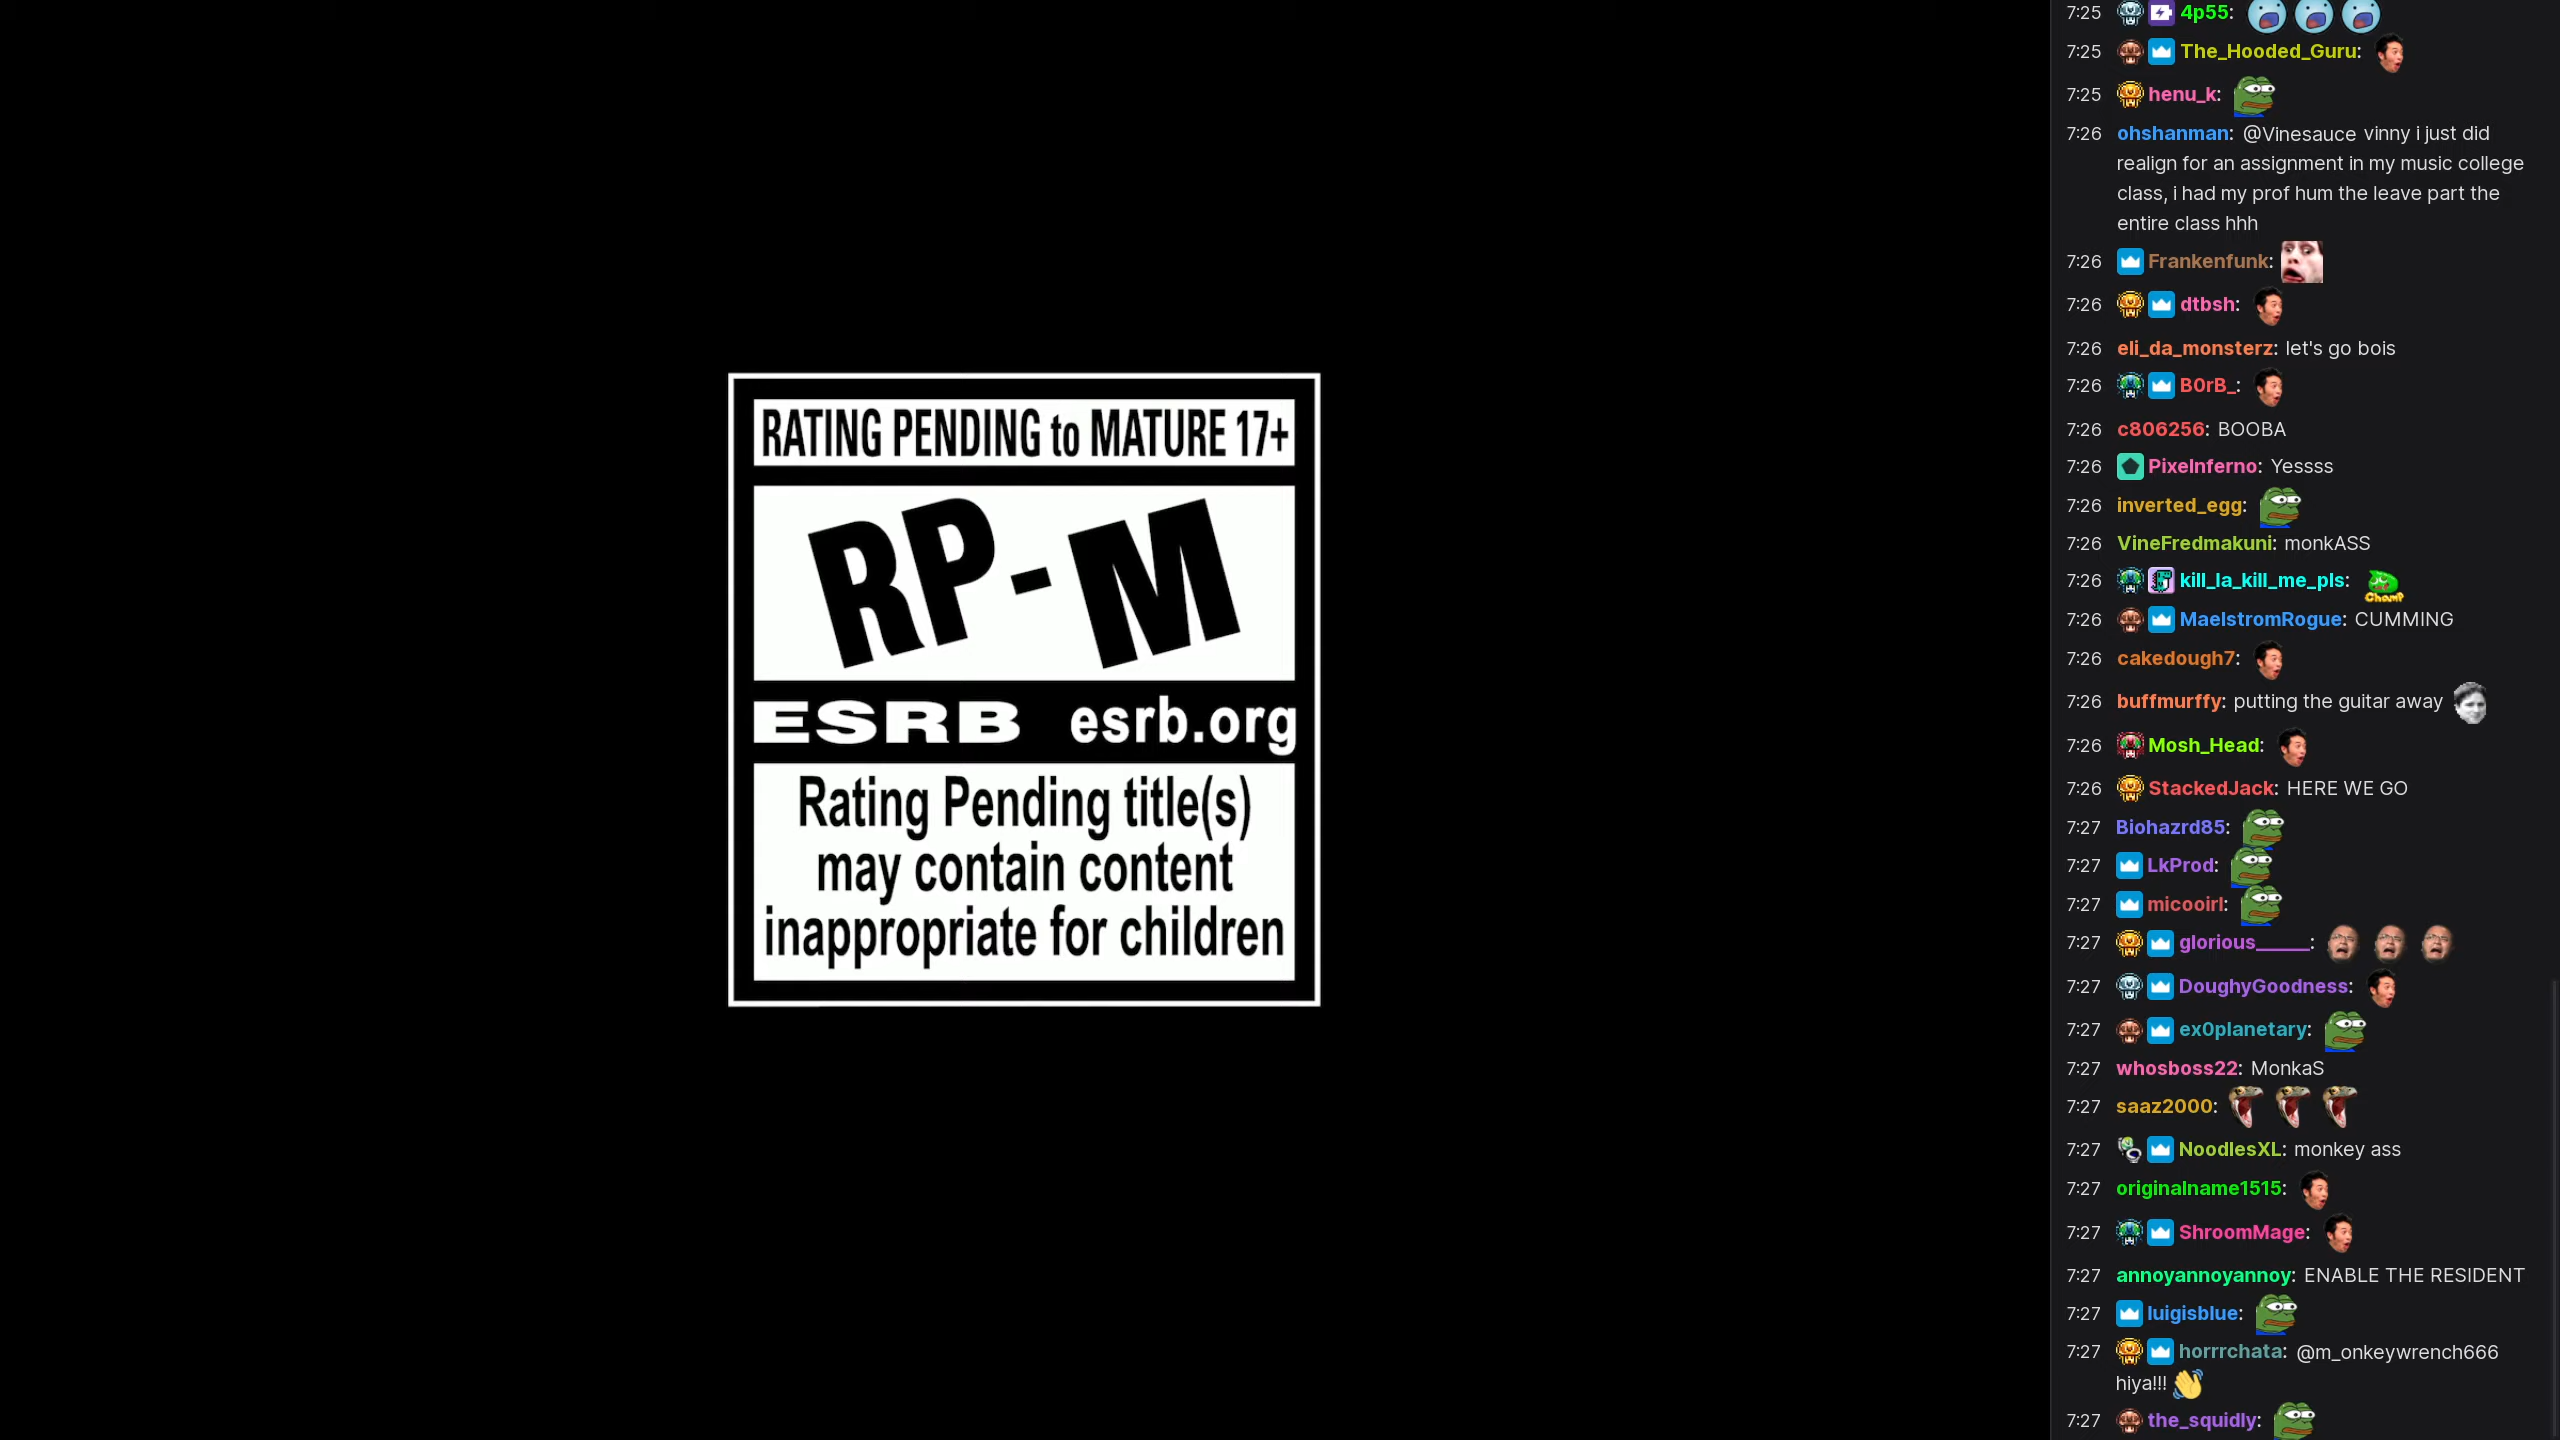 RATING PENDING to MATURE 17+
RP-M
ESRB esrb.org
Rating Pending title(s)
may contain content
inappropriate for children
7:25 4p55:
7:25 The_Hooded_Guru:
7:25 henu_k:
7:26 ohshanman: @Vinesauce vinny i just did
realign for an assignment in my music college
class, i had my prof hum the leave part the
entire class hhh
7:26 Frankenfunk:
7:26 dtbsh:
7:26 eli_da_monsterz: let's go bois
7:26 B0rB_:
7:26 c806256: BOOBA
7:26 PixeInferno: Yessss
7:26 inverted_egg:
7:26 VineFredmakuni: monkASS
7:26 kill_la_kill_me_pls: Champ
7:26 MaelstromRogue: CUMMING
7:26 cakedough7:
7:26 buffmurffy: putting the guitar away
7:26 Mosh_Head:
7:26 StackedJack: HERE WE GO
7:27 Biohazrd85:
7:27 LkProd:
7:27 micooirl:
7:27 glorious______:
7:27 DoughyGoodness:
7:27 ex0planetary:
7:27 whosboss22: MonkaS
7:27 saaz2000:
7:27 NoodlesXL: monkey ass
7:27 originalname1515:
7:27 ShroomMage:
7:27 annoyannoyannoy: ENABLE THE RESIDENT
7:27 luigisblue:
7:27 horrrchata: @m_onkeywrench666
hiya!!!
7:27 the_squidly: